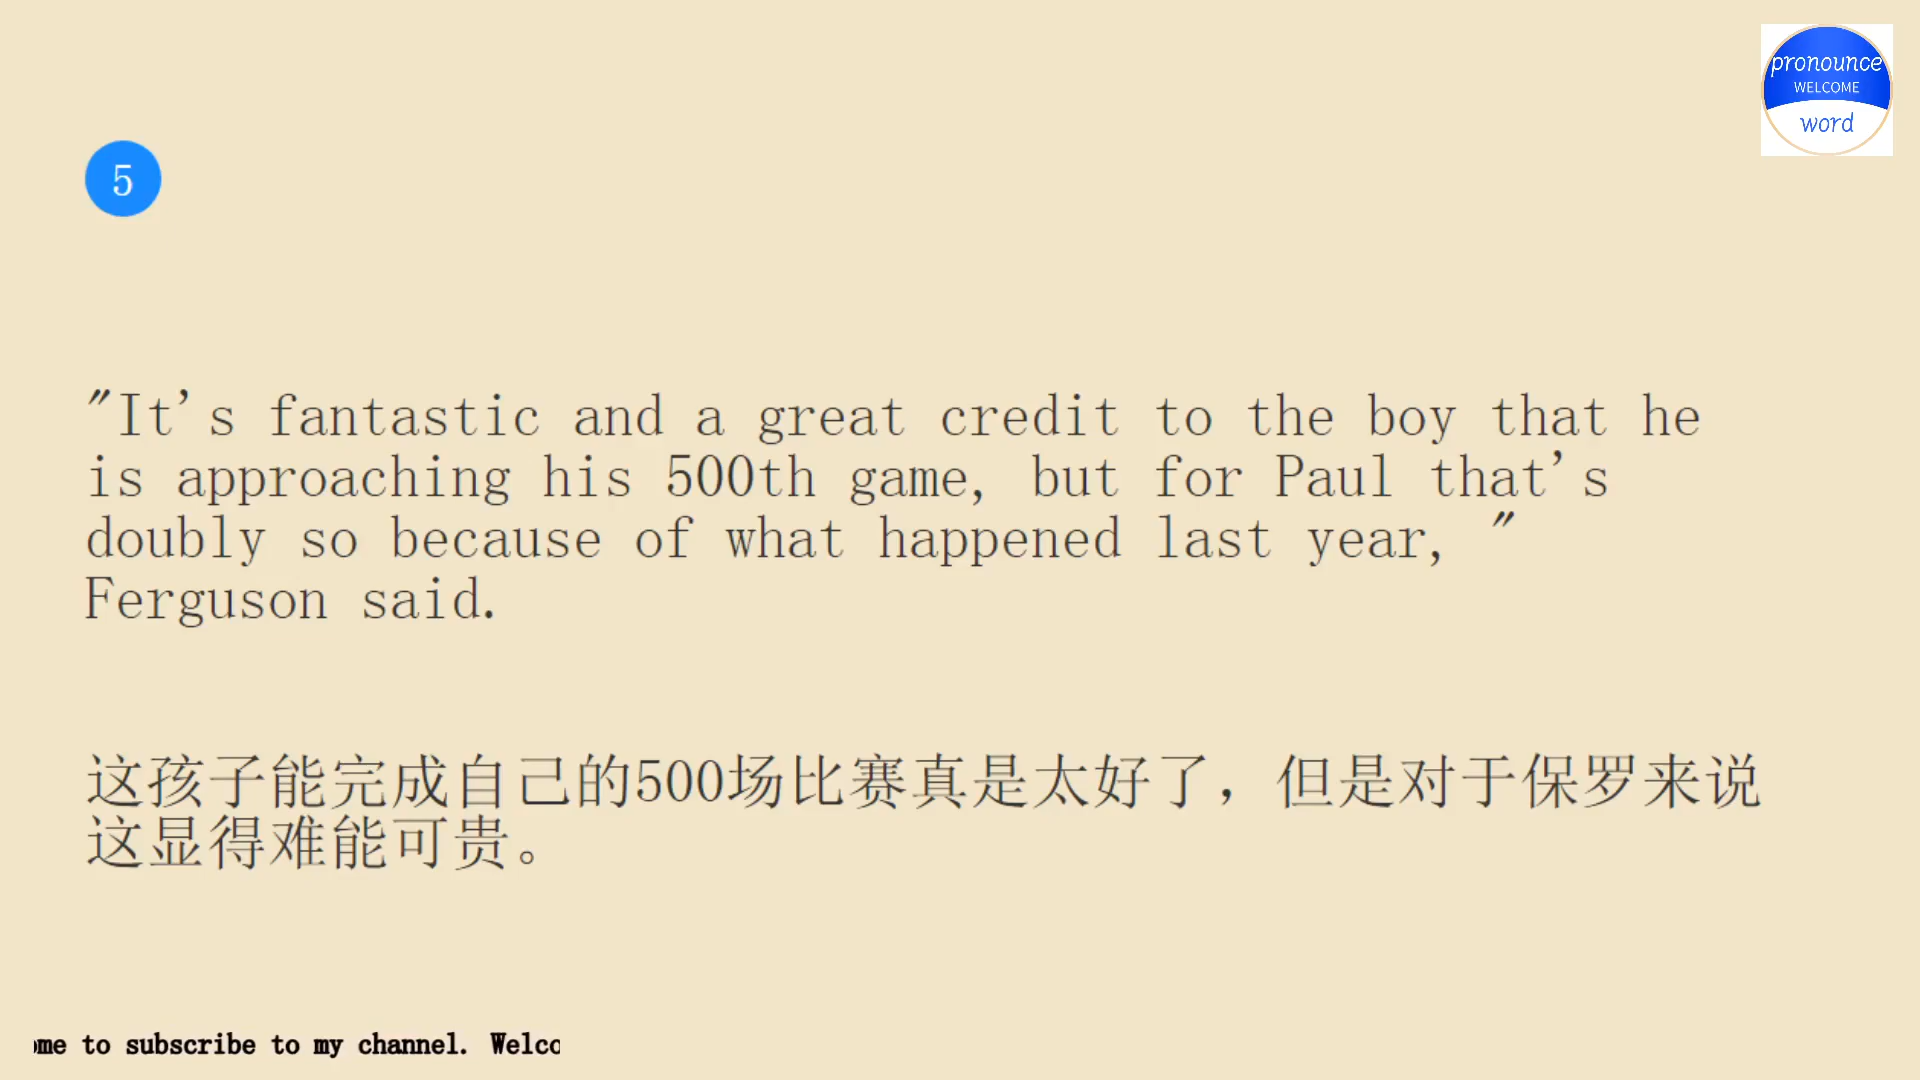 pronounce
WELCOME
word
5
"It's fantastic and a great credit to the boy that he
is approaching his 500th game, but for Paul that's
doubly so because of what happened last year, "
Ferguson said.
这孩子能完成自己的500场比赛真是太好了，但是对于保罗来说
这显得难能可贵。
ome to subscribe to my channel. Welco